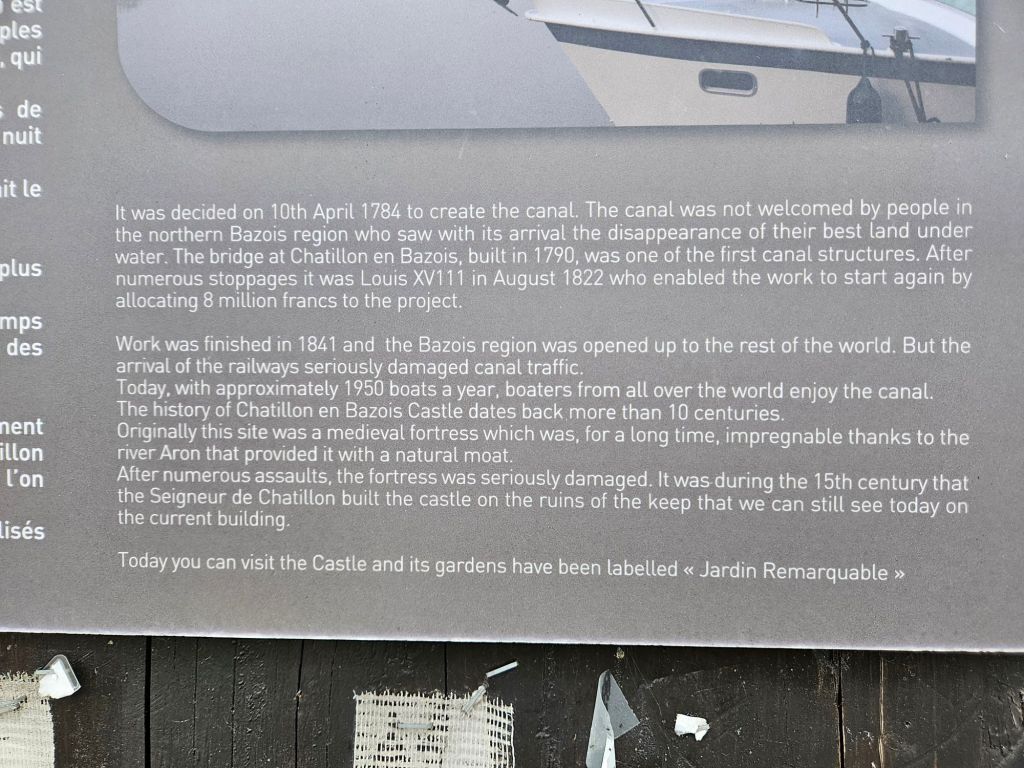 est
ples
, qui
de
nuit
it le
plus
mps
des
ment
illon
l'on
lisés
It was decided on 10th April 1784 to create the canal. The canal was not welcomed by people in
the northern Bazois region who saw with its arrival the disappearance of their best land under
water. The bridge at Chatillon en Bazois, built in 1790, was one of the first canal structures. After
numerous stoppages it was Louis XV111 in August 1822 who enabled the work to start again by
allocating 8 million francs to the project.
Work was finished in 1841 and the Bazois region was opened up to the rest of the world. But the
arrival of the railways seriously damaged canal traffic.
Today, with approximately 1950 boats a year, boaters from all over the world enjoy the canal.
The history of Chatillon en Bazois Castle dates back more than 10 centuries.
Originally this site was a medieval fortress which was, for a long time, impregnable thanks to the
river Aron that provided it with a natural moat.
After numerous assaults, the fortress was seriously damaged. It was during the 15th century that
the Seigneur de Chatillon built the castle on the ruins of the keep that we can still see today on
the current building.
Today you can visit the Castle and its gardens have been labelled « Jardin Remarquable »